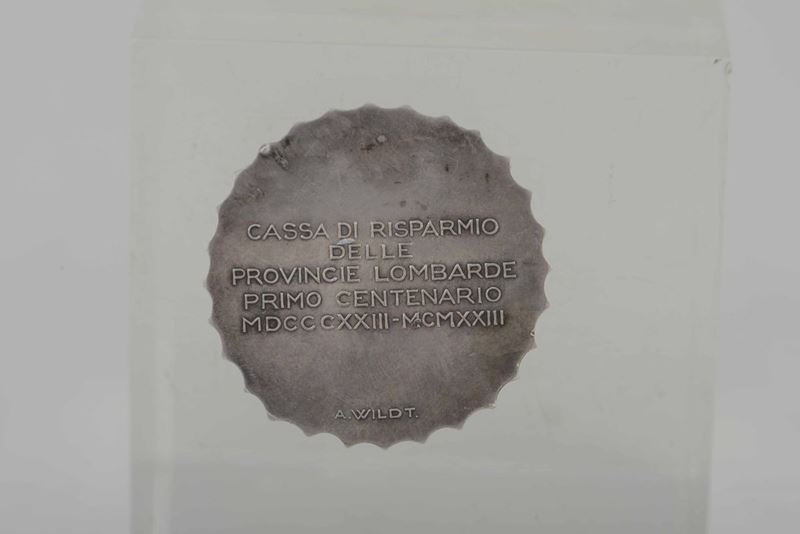 CASSA DI RISPARMIO
DELLE
PROVINCIE LOMBARDE
PRIMO CENTENARIO
MDCCCXXIII-MCMXXIII
A.WILDT.